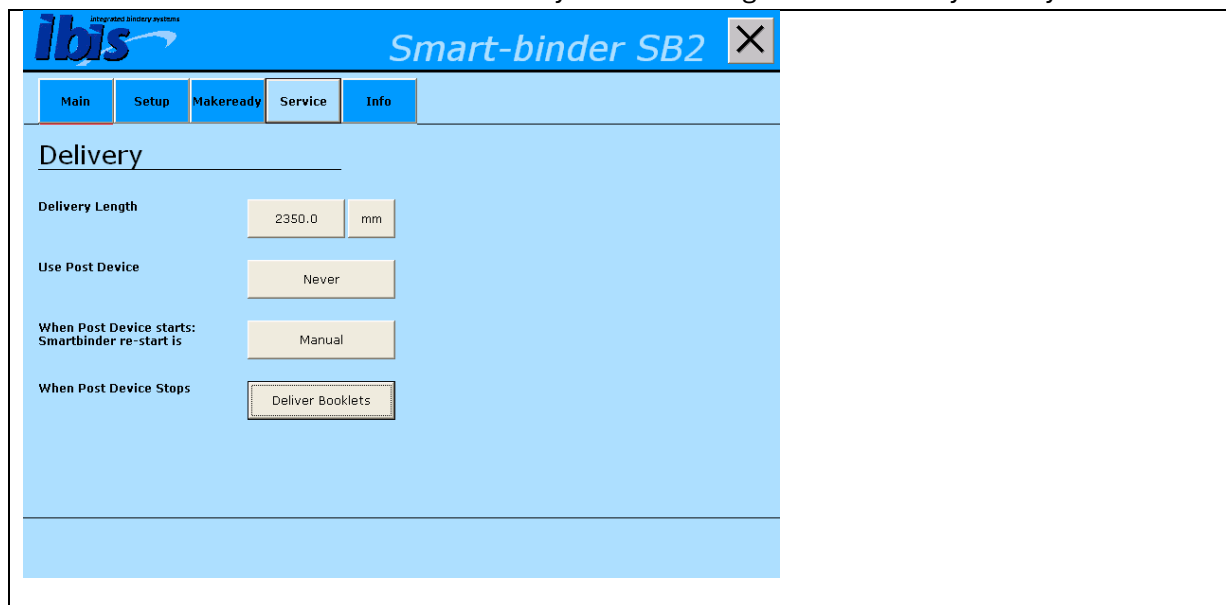 integrated bindery systems
ibis
Smart-binder SB2
Main Setup Makeready Service Info
Delivery
Delivery Length 2350.0 mm
Use Post Device Never
When Post Device starts:
Smartbinder re-start is Manual
When Post Device Stops Deliver Booklets